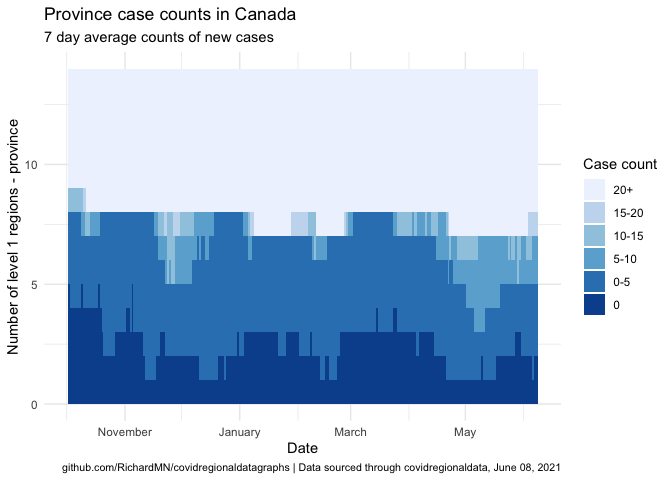 Province case counts in Canada
7 day average counts of new cases
Number of level 1 regions - province
10
5
0
November
January
March
May
Date
Case count
20+
15-20
10-15
5-10
0-5
0
github.com/RichardMN/covidregionaldatagraphs | Data sourced through covidregionaldata, June 08, 2021